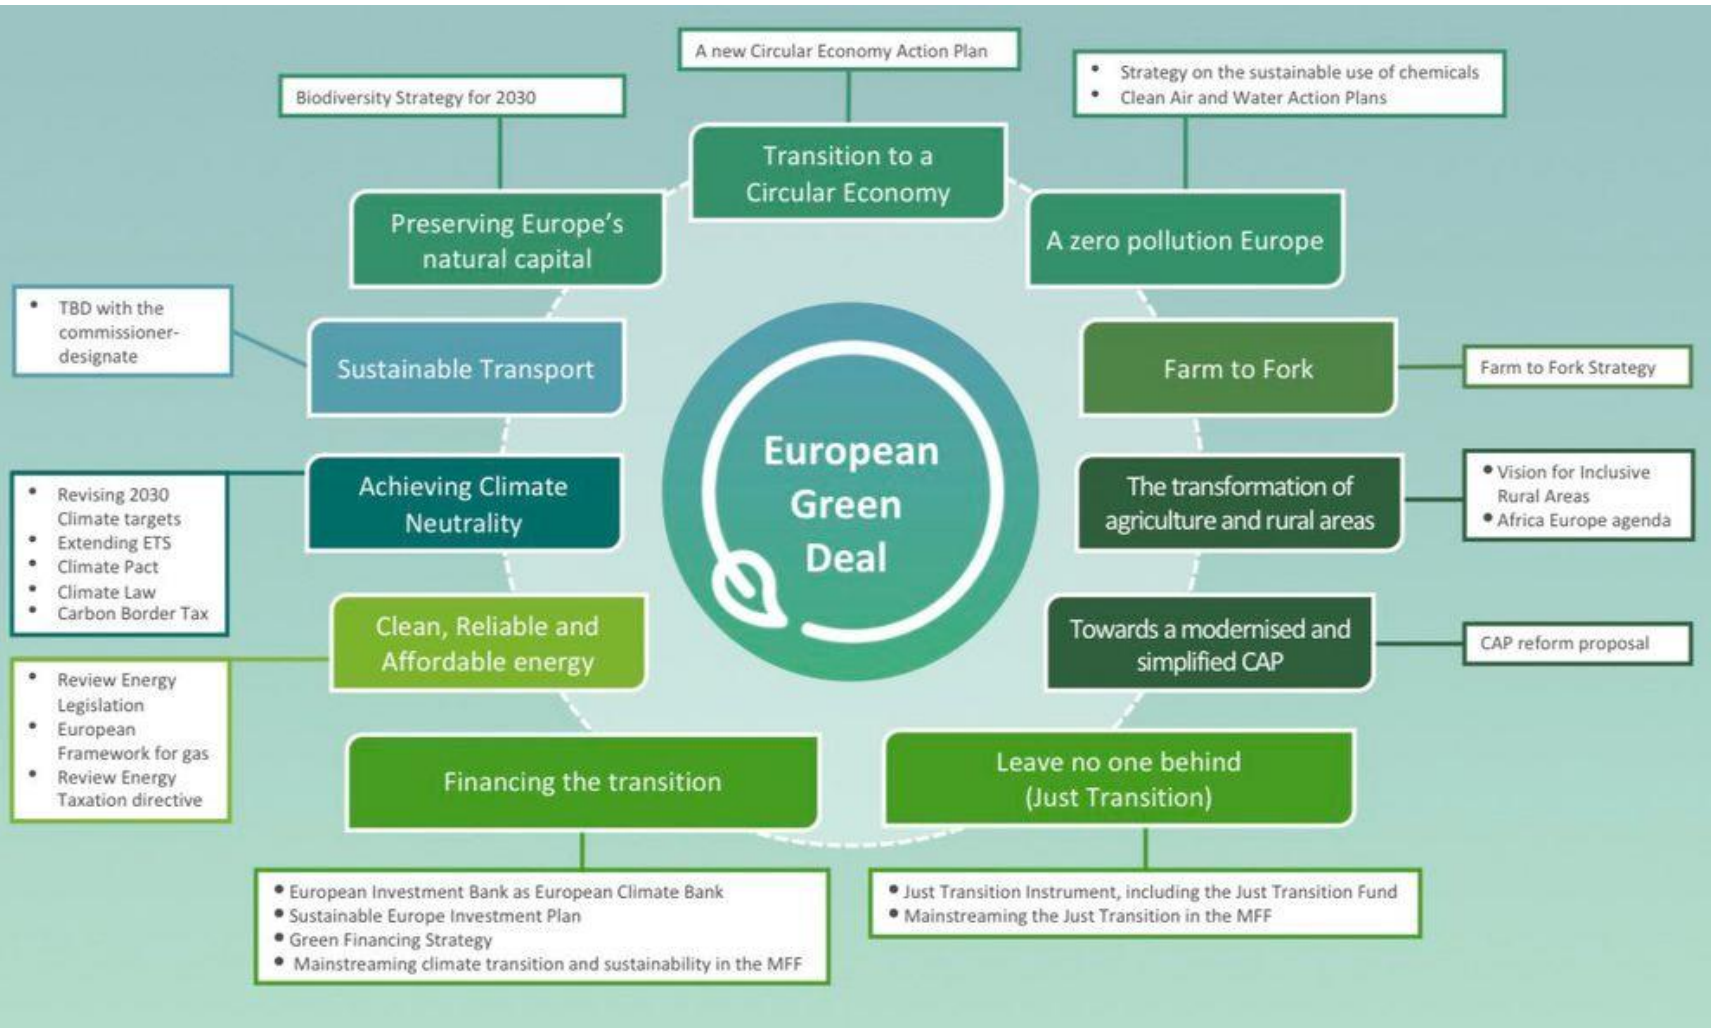 A new Circular Economy Action Plan
• Strategy on the sustainable use of chemicals
• Clean Air and Water Action Plans
Biodiversity Strategy for 2030
Transition to a
Circular Economy
Preserving Europe's
natural capital
A zero pollution Europe
• TBD with the
commissioner-
designate
Sustainable Transport
Farm to Fork
Farm to Fork Strategy
European
Green
Deal
Achieving Climate
Neutrality
• Revising 2030
Climate targets
• Extending ETS
• Climate Pact
• Climate Law
• Carbon Border Tax
The transformation of
agriculture and rural areas
• Vision for Inclusive
Rural Areas
• Africa Europe agenda
Clean, Reliable and
Affordable energy
• Review Energy
Legislation
• European
Framework for gas
• Review Energy
Taxation directive
Towards a modernised and
simplified CAP
CAP reform proposal
Financing the transition
Leave no one behind
(Just Transition)
• European Investment Bank as European Climate Bank
• Sustainable Europe Investment Plan
• Green Financing Strategy
• Mainstreaming climate transition and sustainability in the MFF
• Just Transition Instrument, including the Just Transition Fund
• Mainstreaming the Just Transition in the MFF